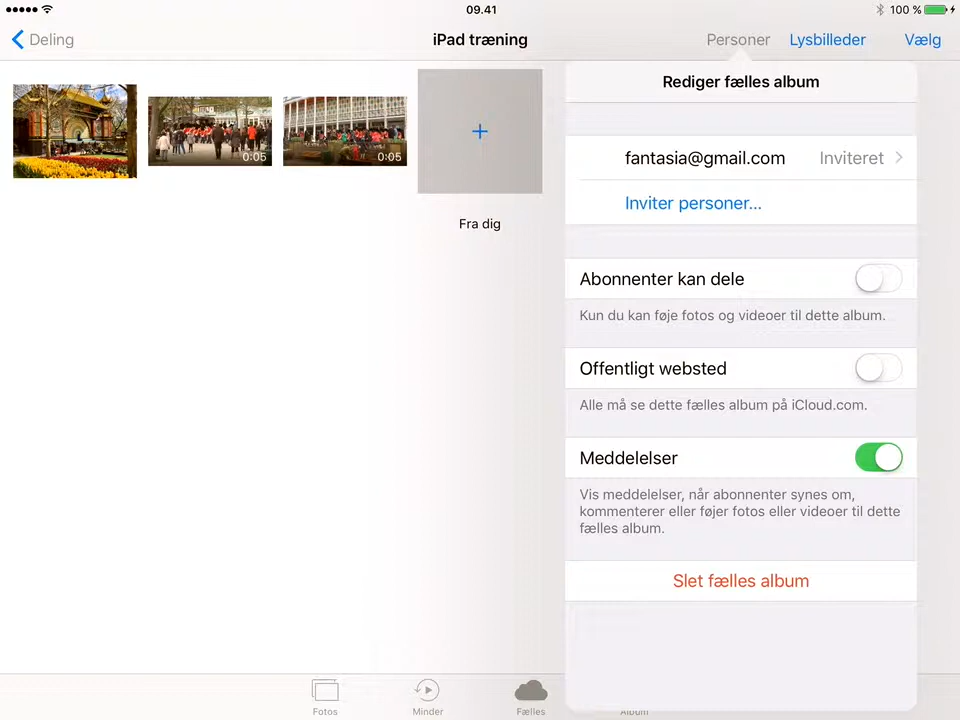 09.41
100 %
Deling
iPad træning
Personer
Lysbilleder
Vælg
Rediger fælles album
0:05
0:05
Fra dig
fantasia@gmail.com
Inviteret
Inviter personer...
Abonnenter kan dele
Kun du kan føje fotos og videoer til dette album.
Offentligt websted
Alle må se dette fælles album på iCloud.com.
Meddelelser
Vis meddelelser, når abonnenter synes om,
kommenterer eller føjer fotos eller videoer til dette
fælles album.
Slet fælles album
Fotos
Minder
Fælles
Album